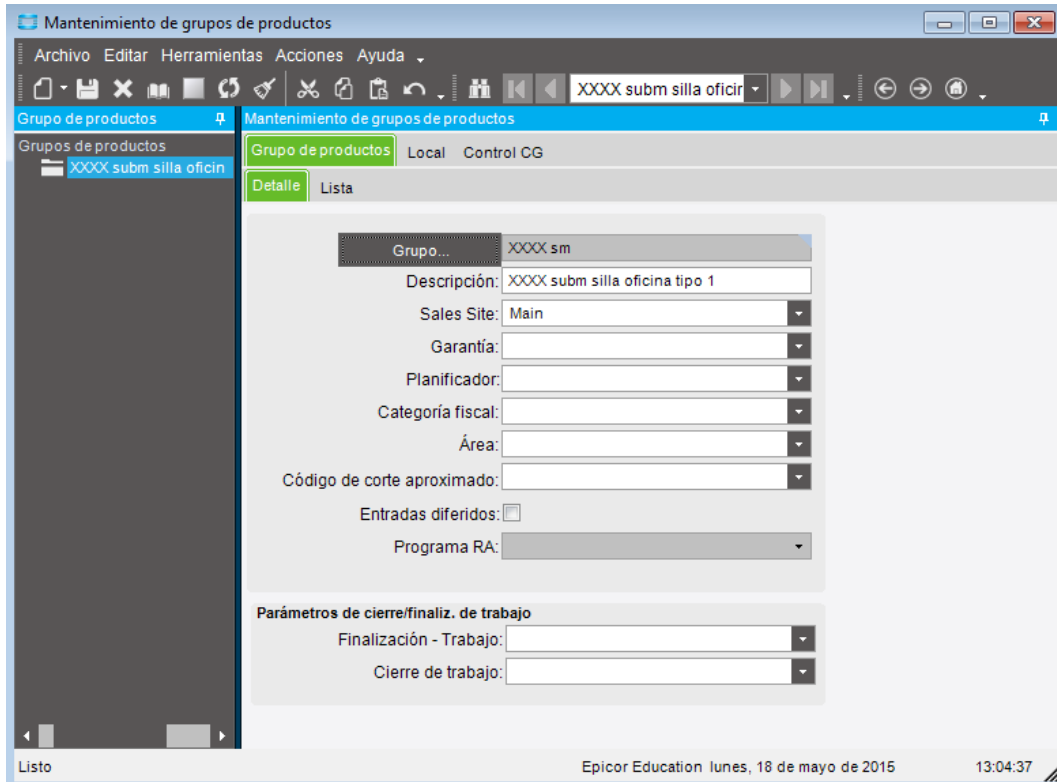 Mantenimiento de grupos de productos
Archivo Editar Herramientas Acciones Ayuda
XXXX subm silla oficir
Grupo de productos
Mantenimiento de grupos de productos
Grupos de productos
XXXX subm silla oficin
Grupo de productos Local Control CG
Detalle Lista
Grupo... XXXX sm
Descripción: XXXX subm silla oficina tipo 1
Sales Site: Main
Garantía:
Planificador:
Categoría fiscal:
Área:
Código de corte aproximado:
Entradas diferidos:
Programa RA:
Parámetros de cierre/finaliz. de trabajo
Finalización - Trabajo:
Cierre de trabajo:
Listo Epicor Education lunes, 18 de mayo de 2015 13:04:37